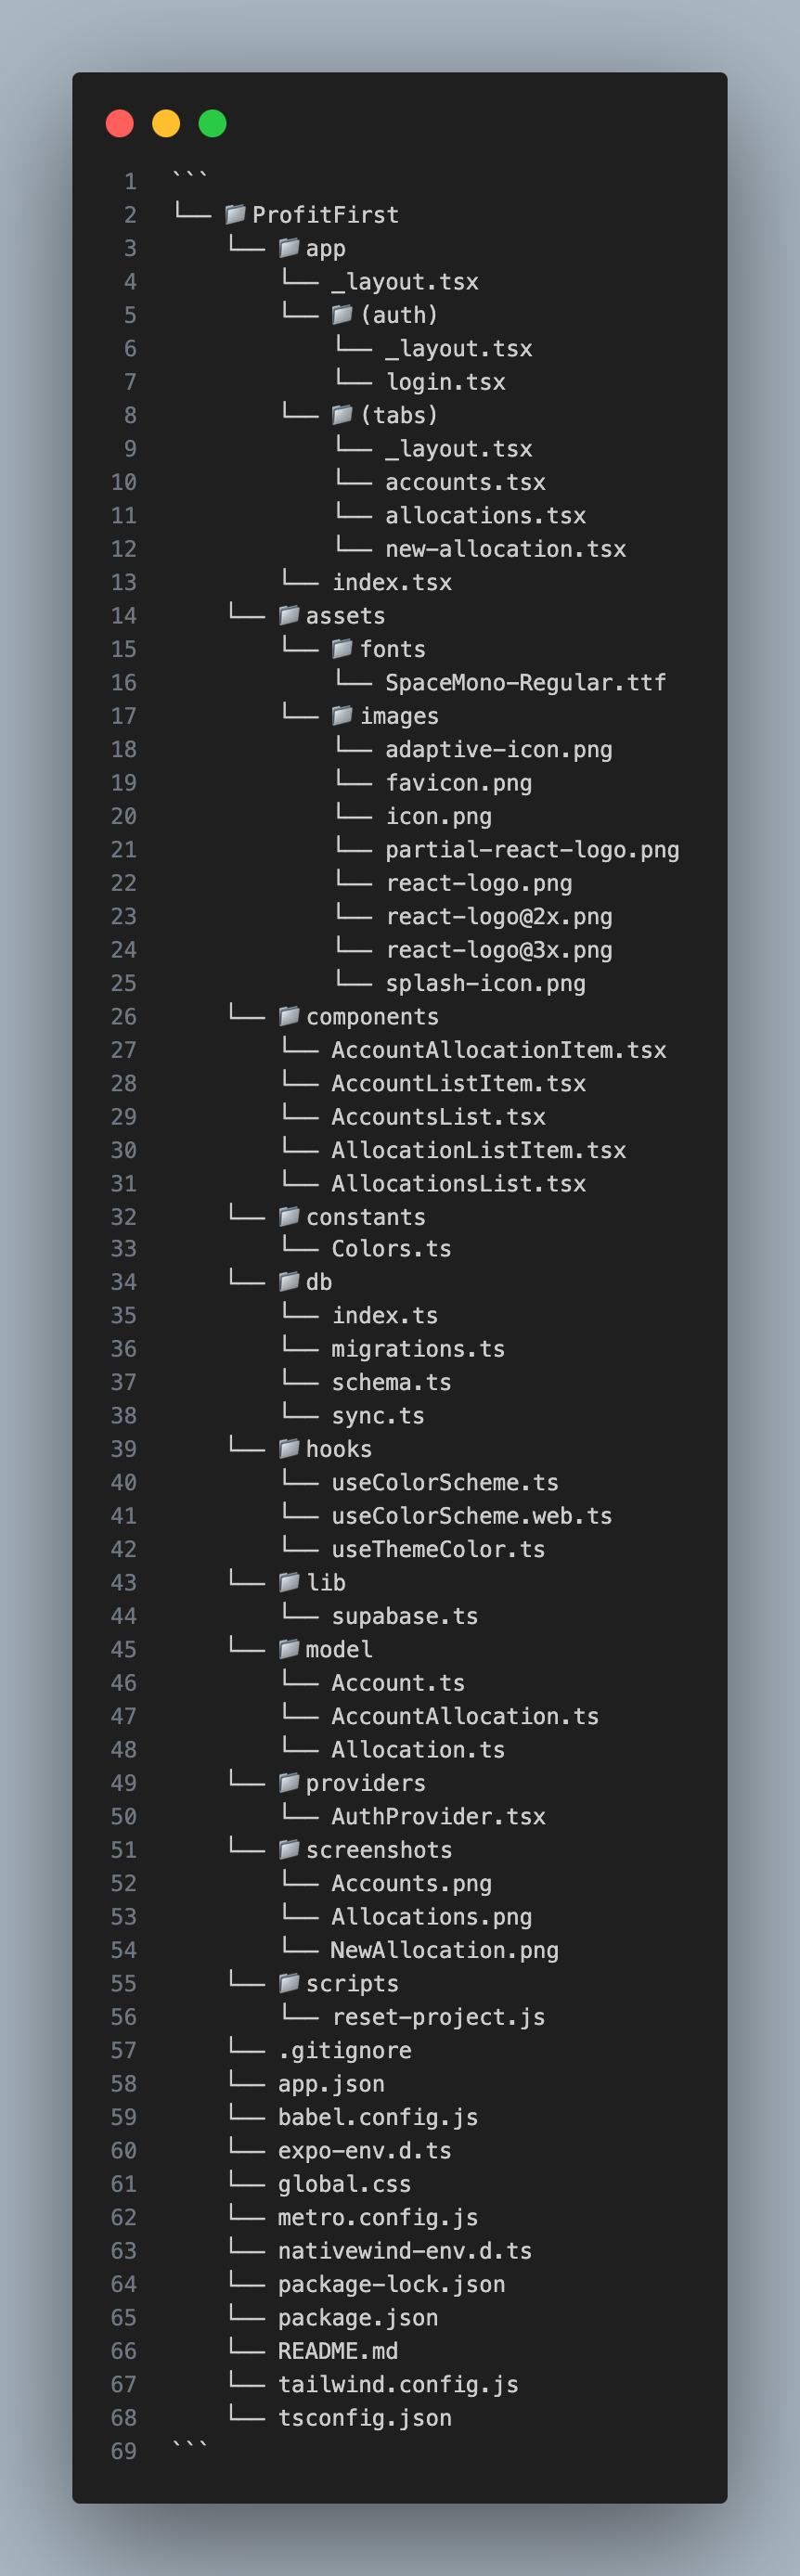 1 ```
2 └── 📁ProfitFirst
3     └── 📁app
4         └── _layout.tsx
5         └── 📁(auth)
6             └── _layout.tsx
7             └── login.tsx
8         └── 📁(tabs)
9             └── _layout.tsx
10             └── accounts.tsx
11             └── allocations.tsx
12             └── new-allocation.tsx
13         └── index.tsx
14     └── 📁assets
15         └── 📁fonts
16             └── SpaceMono-Regular.ttf
17         └── 📁images
18             └── adaptive-icon.png
19             └── favicon.png
20             └── icon.png
21             └── partial-react-logo.png
22             └── react-logo.png
23             └── react-logo@2x.png
24             └── react-logo@3x.png
25             └── splash-icon.png
26     └── 📁components
27         └── AccountAllocationItem.tsx
28         └── AccountListItem.tsx
29         └── AccountsList.tsx
30         └── AllocationListItem.tsx
31         └── AllocationsList.tsx
32     └── 📁constants
33         └── Colors.ts
34     └── 📁db
35         └── index.ts
36         └── migrations.ts
37         └── schema.ts
38         └── sync.ts
39     └── 📁hooks
40         └── useColorScheme.ts
41         └── useColorScheme.web.ts
42         └── useThemeColor.ts
43     └── 📁lib
44         └── supabase.ts
45     └── 📁model
46         └── Account.ts
47         └── AccountAllocation.ts
48         └── Allocation.ts
49     └── 📁providers
50         └── AuthProvider.tsx
51     └── 📁screenshots
52         └── Accounts.png
53         └── Allocations.png
54         └── NewAllocation.png
55     └── 📁scripts
56         └── reset-project.js
57     └── .gitignore
58     └── app.json
59     └── babel.config.js
60     └── expo-env.d.ts
61     └── global.css
62     └── metro.config.js
63     └── nativewind-env.d.ts
64     └── package-lock.json
65     └── package.json
66     └── README.md
67     └── tailwind.config.js
68     └── tsconfig.json
69 ```